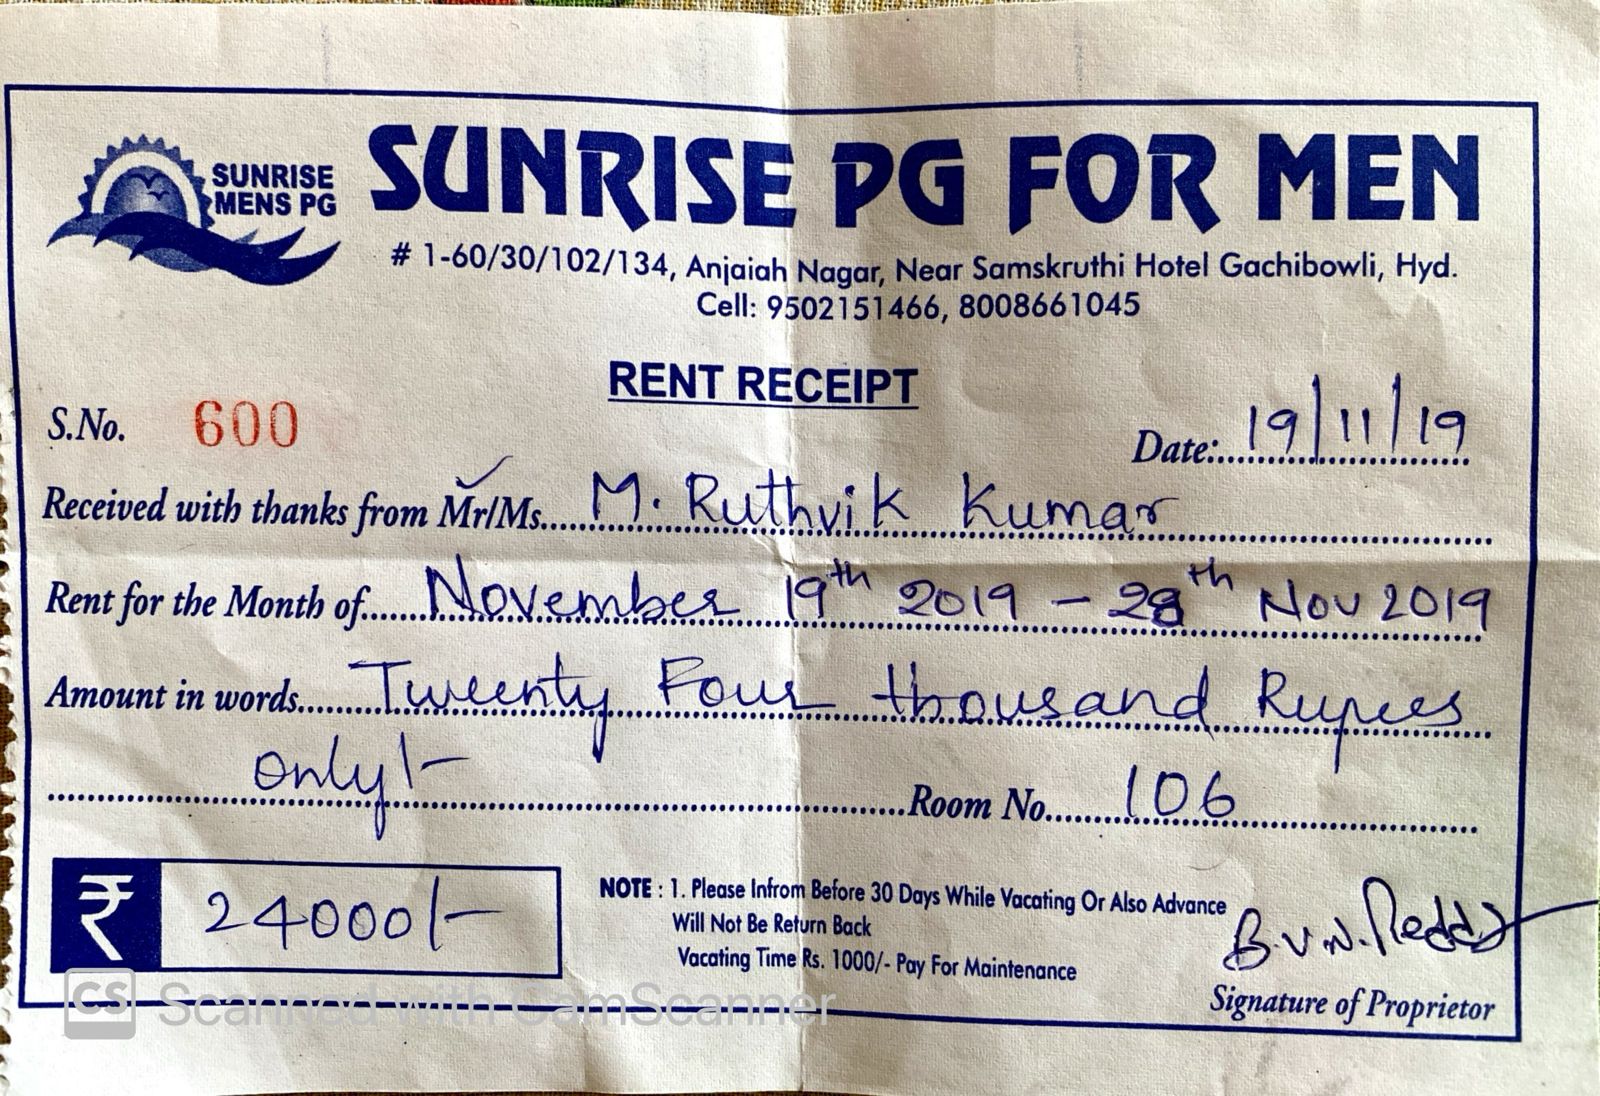 SUNRISE
MENS PG
SUNRISE PG FOR MEN
# 1-60/30/102/134, Anjaiah Nagar, Near Samskruthi Hotel Gachibowli, Hyd.
Cell: 9502151466, 8008661045
RENT RECEIPT
S.No. 600
Date:..19/11/19
Received with thanks from Mr/Ms.... M. Ruthvik Kumar
Rent for the Month of.....November 19th 2019 - 28th Nov 2019
Amount in words........Tweenty Four thousand Rupees
only/-
Room No.....106
₹ 24000/-
NOTE : 1. Please Infrom Before 30 Days While Vacating Or Also Advance
Will Not Be Return Back
Vacating Time Rs. 1000/- Pay For Maintenance
B.V.N. Reddy
Signature of Proprietor
CS Scanned with CamScanner